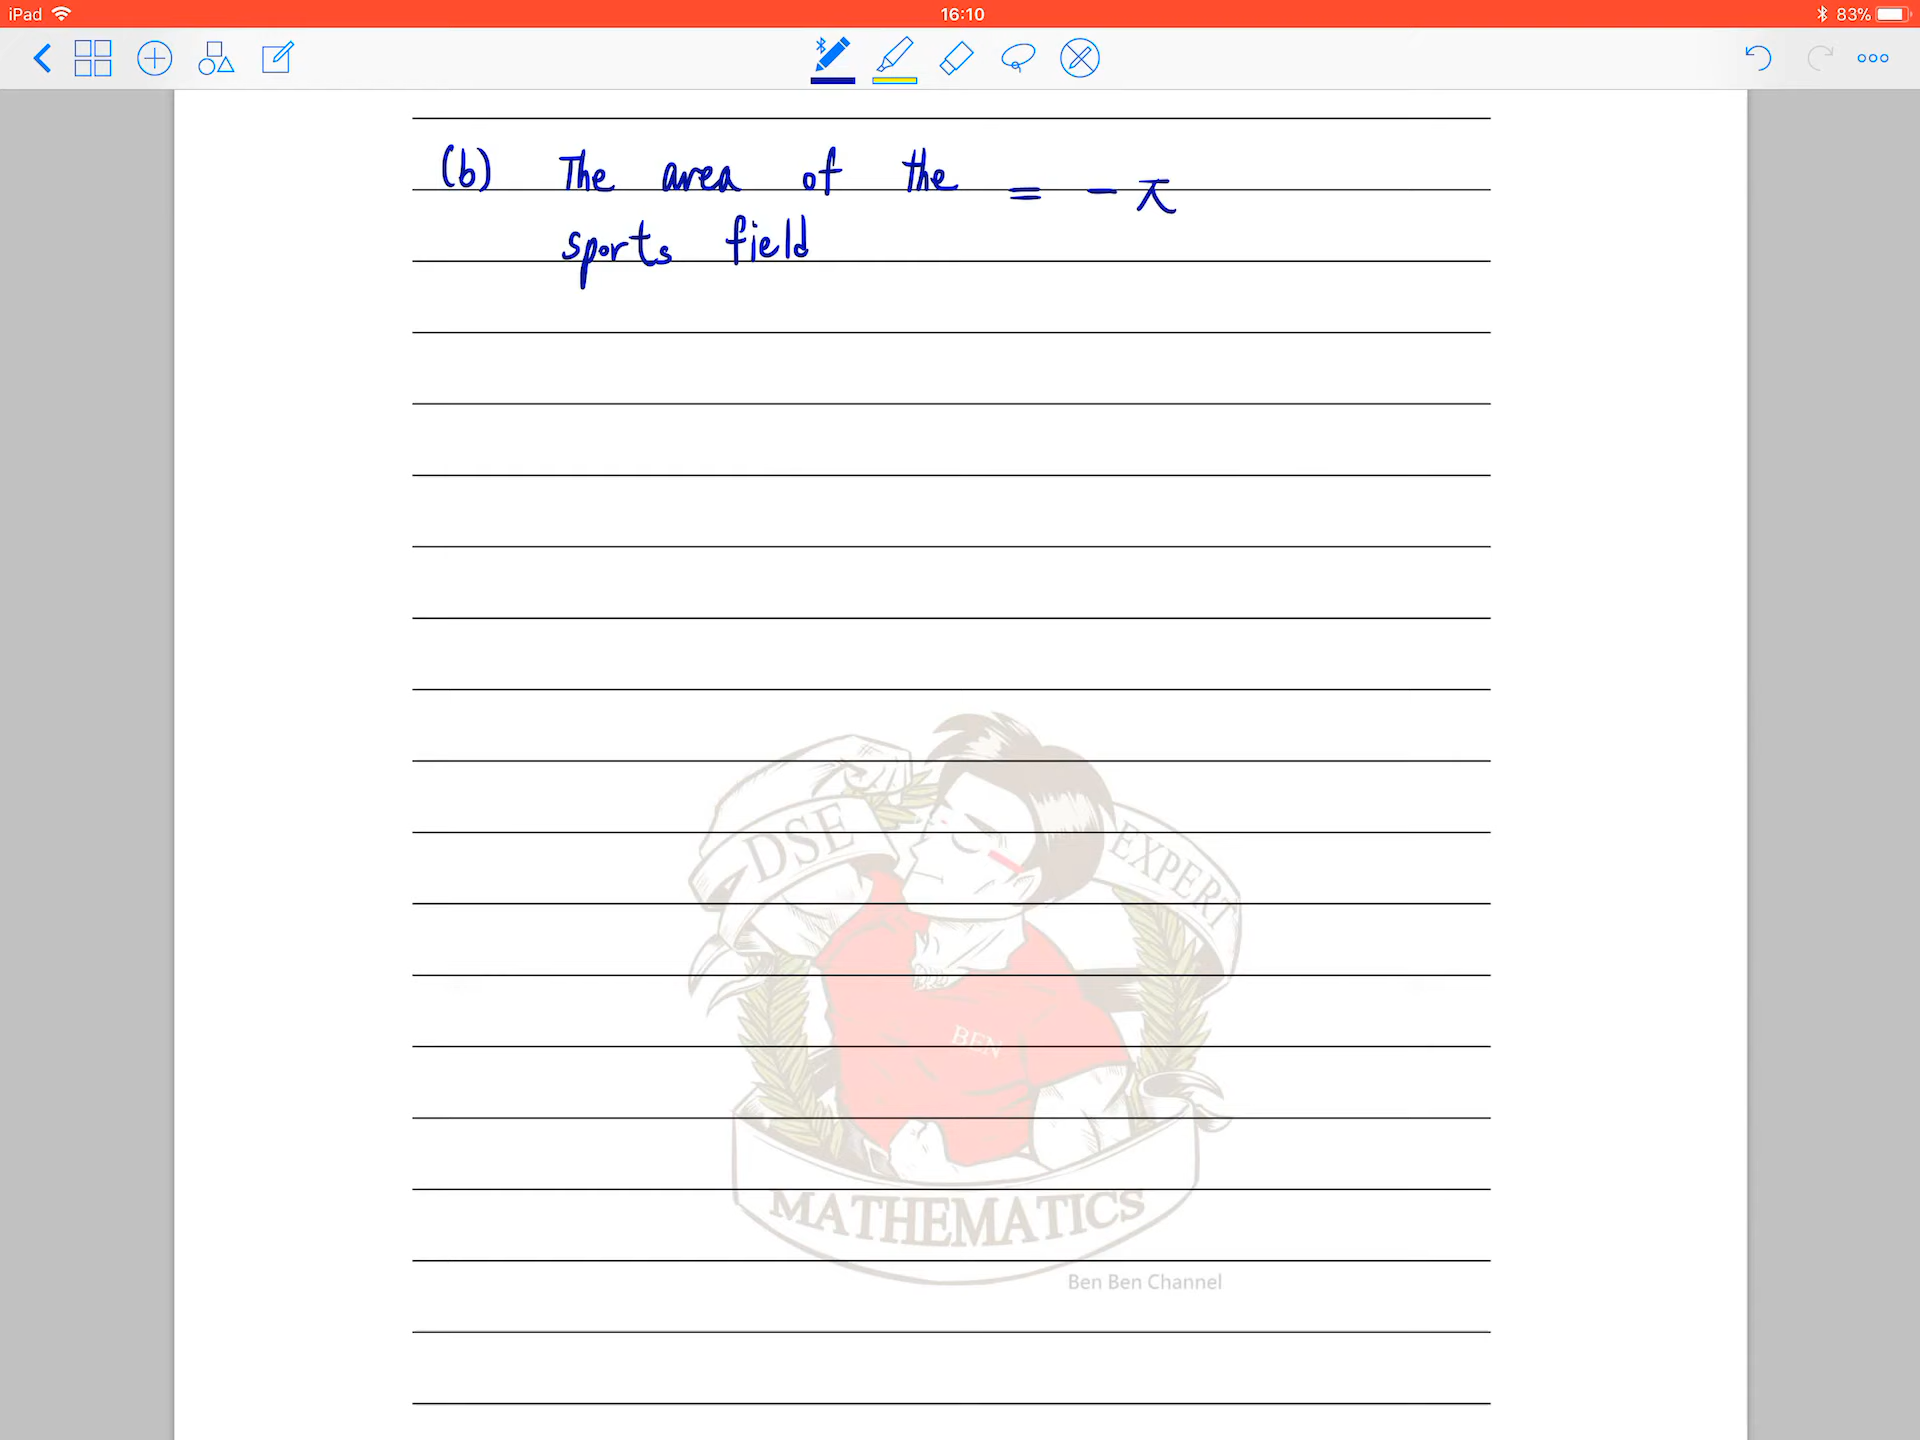 iPad 16:10 83%
(b) The area of the = - π
sports field
DSE EXPERT
BEN
MATHEMATICS
Ben Ben Channel